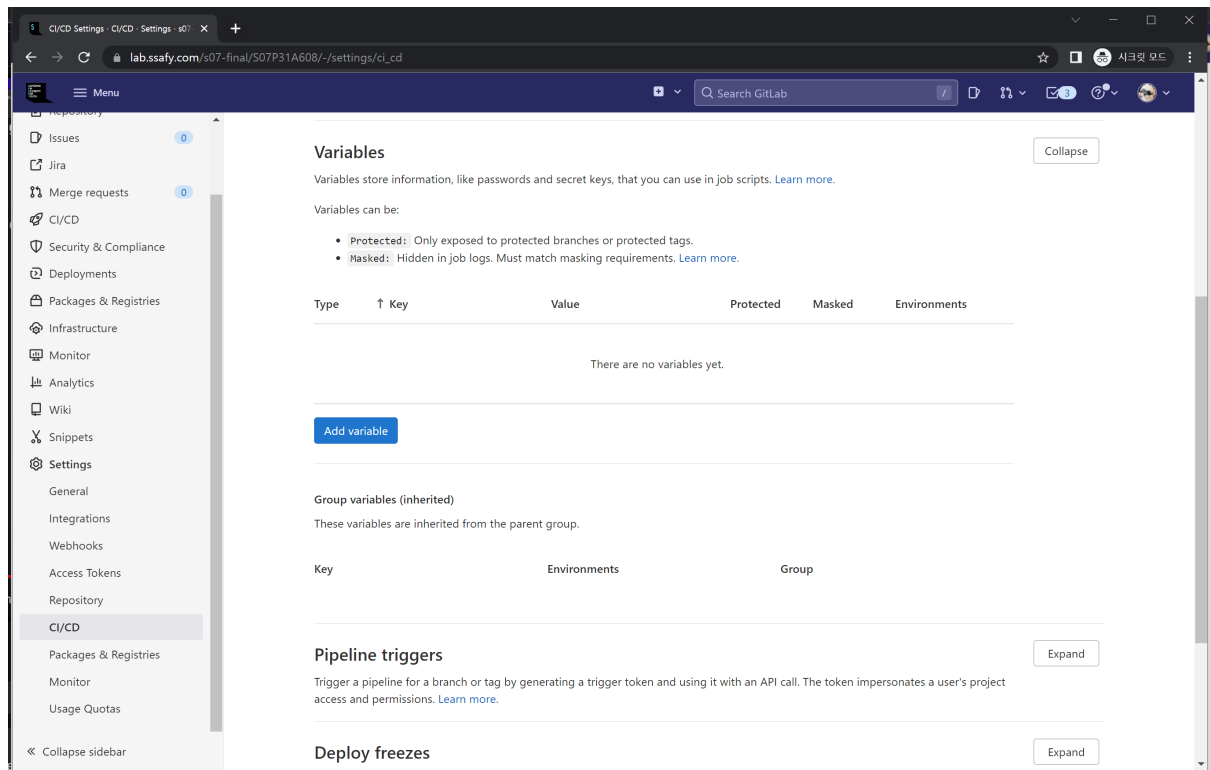 CI/CD Settings · CI/CD · Settings · s07-
lab.ssafy.com/s07-final/S07P31A608/-/settings/ci_cd
시크릿 모드
Menu
Search GitLab
/
3
Repository
Issues 0
Jira
Merge requests 0
CI/CD
Security & Compliance
Deployments
Packages & Registries
Infrastructure
Monitor
Analytics
Wiki
Snippets
Settings
General
Integrations
Webhooks
Access Tokens
Repository
CI/CD
Packages & Registries
Monitor
Usage Quotas
« Collapse sidebar
Variables
Collapse
Variables store information, like passwords and secret keys, that you can use in job scripts. Learn more.
Variables can be:
• Protected: Only exposed to protected branches or protected tags.
• Masked: Hidden in job logs. Must match masking requirements. Learn more.
Type ↑ Key Value Protected Masked Environments
There are no variables yet.
Add variable
Group variables (inherited)
These variables are inherited from the parent group.
Key Environments Group
Pipeline triggers
Expand
Trigger a pipeline for a branch or tag by generating a trigger token and using it with an API call. The token impersonates a user's project
access and permissions. Learn more.
Deploy freezes
Expand